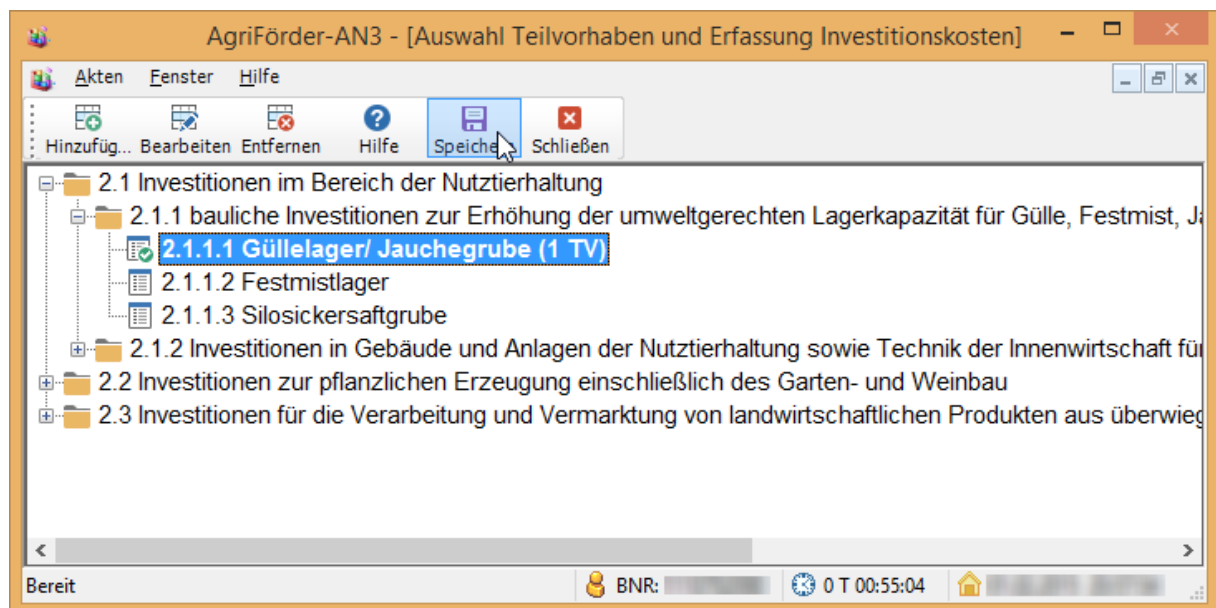 AgriFörder-AN3 - [Auswahl Teilvorhaben und Erfassung Investitionskosten]
Akten Fenster Hilfe
Hinzufüg... Bearbeiten Entfernen Hilfe Schließen
2.1 Investitionen im Bereich der Nutztierhaltung
2.1.1 bauliche Investitionen zur Erhöhung der umweltgerechten Lagerkapazität für Gülle, Festmist,
2.1.1.1 Güllelager/ Jauchegrube (1 TV)
2.1.1.2 Festmistlager
2.1.1.3 Silosickersaftgrube
2.1.2 Investitionen in Gebäude und Anlagen der Nutztierhaltung sowie Technik der Innenwirtschaft
2.2 Investitionen zur pflanzlichen Erzeugung einschließlich des Garten- und Weinbau
2.3 Investitionen für die Verarbeitung und Vermarktung von landwirtschaftlichen Produkten aus
Bereit BNR: 0 T 00:55:04